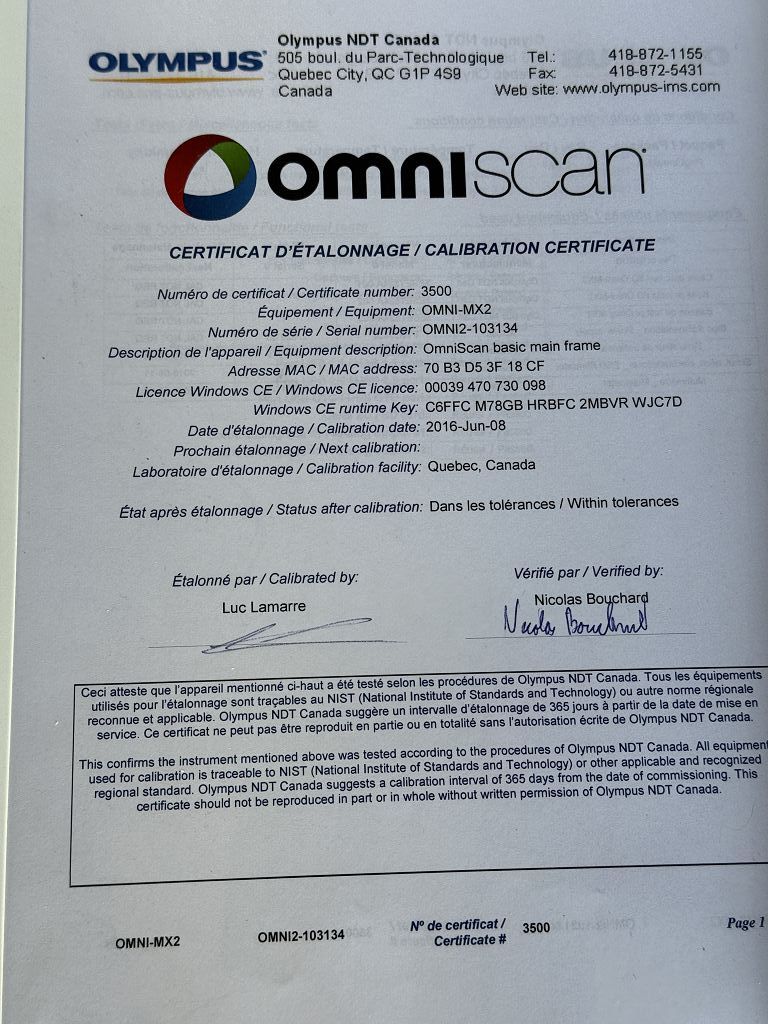 OLYMPUS
Olympus NDT Canada
505 boul. du Parc-Technologique Tel.: 418-872-1155
Quebec City, QC G1P 4S9 Fax: 418-872-5431
Canada Web site: www.olympus-ims.com
omniscan
CERTIFICAT D'ÉTALONNAGE / CALIBRATION CERTIFICATE
Numéro de certificat / Certificate number: 3500
Équipement / Equipment: OMNI-MX2
Numéro de série / Serial number: OMNI2-103134
Description de l'appareil / Equipment description: OmniScan basic main frame
Adresse MAC / MAC address: 70 B3 D5 3F 18 CF
Licence Windows CE / Windows CE licence: 00039 470 730 098
Windows CE runtime Key: C6FFC M78GB HRBFC 2MBVR WJC7D
Date d'étalonnage / Calibration date: 2016-Jun-08
Prochain étalonnage / Next calibration:
Laboratoire d'étalonnage / Calibration facility: Quebec, Canada
État après étalonnage / Status after calibration: Dans les tolérances / Within tolerances
Étalonné par / Calibrated by: Vérifié par / Verified by:
Luc Lamarre Nicolas Bouchard
Nicolas Bouchard
Ceci atteste que l'appareil mentionné ci-haut a été testé selon les procédures de Olympus NDT Canada. Tous les équipements
utilisés pour l'étalonnage sont traçables au NIST (National Institute of Standards and Technology) ou autre norme régionale
reconnue et applicable. Olympus NDT Canada suggère un intervalle d'étalonnage de 365 jours à partir de la date de mise en
service. Ce certificat ne peut pas être reproduit en partie ou en totalité sans l'autorisation écrite de Olympus NDT Canada.
This confirms the instrument mentioned above was tested according to the procedures of Olympus NDT Canada. All equipment
used for calibration is traceable to NIST (National Institute of Standards and Technology) or other applicable and recognized
regional standard. Olympus NDT Canada suggests a calibration interval of 365 days from the date of commissioning. This
certificate should not be reproduced in part or in whole without written permission of Olympus NDT Canada.
OMNI-MX2 OMNI2-103134 Nº de certificat / 3500 Page 1
Certificate #